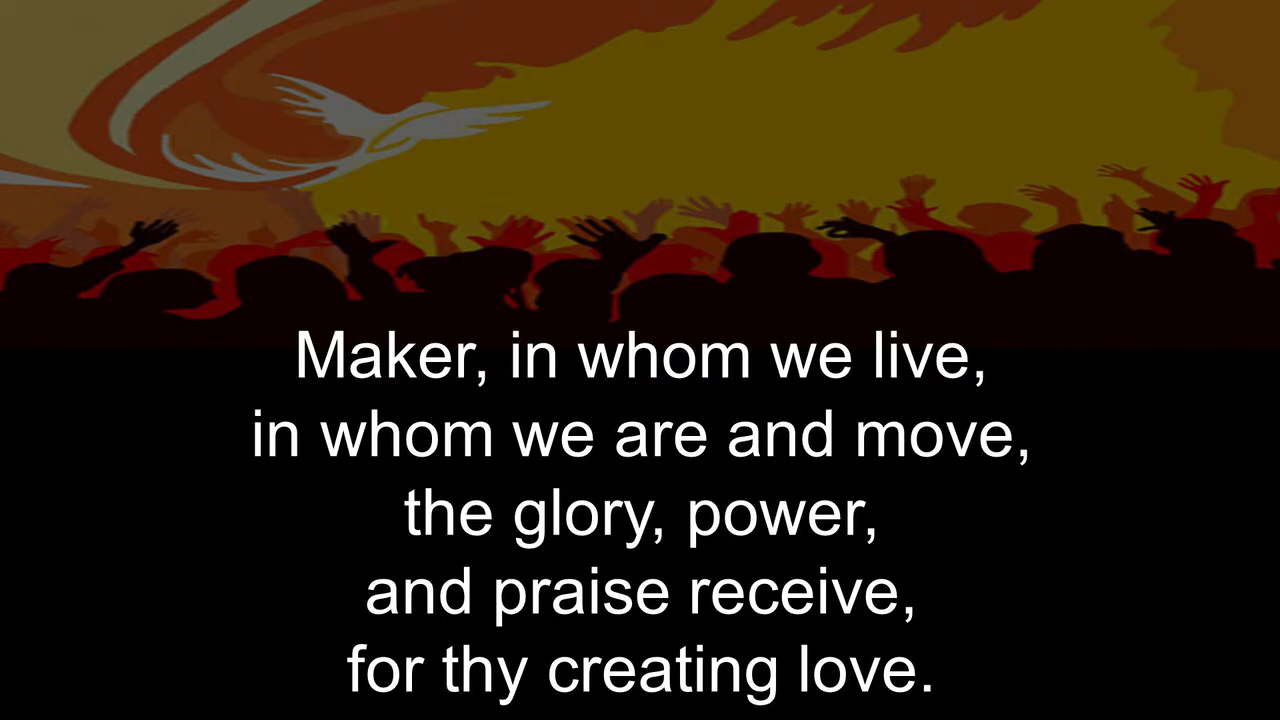 Maker, in whom we live,
in whom we are and move,
the glory, power,
and praise receive,
for thy creating love.